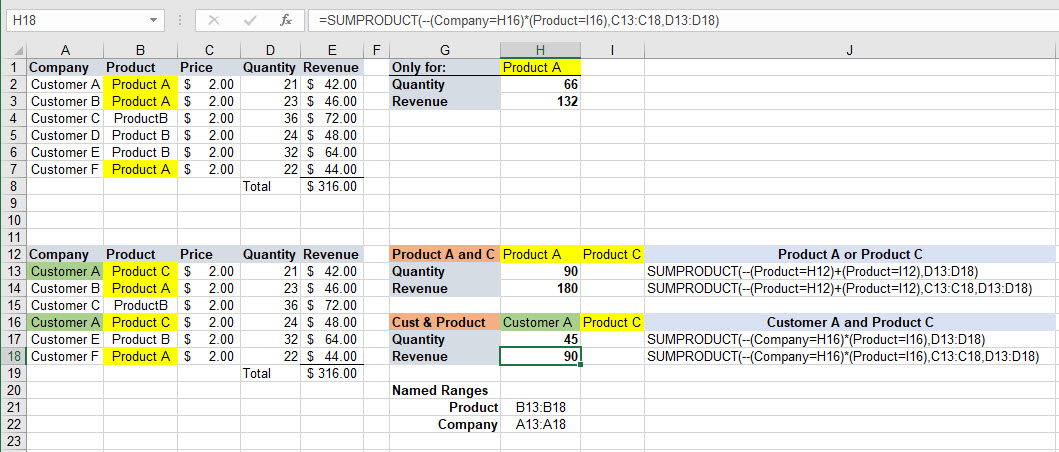 H18 fx =SUMPRODUCT(--(Company=H16)*(Product=I16),C13:C18,D13:D18)
A B C D E F G H I J
1 Company Product Price Quantity Revenue Only for: Product A
2 Customer A Product A $ 2.00 21 $ 42.00 Quantity 66
3 Customer B Product A $ 2.00 23 $ 46.00 Revenue 132
4 Customer C ProductB $ 2.00 36 $ 72.00
5 Customer D Product B $ 2.00 24 $ 48.00
6 Customer E Product B $ 2.00 32 $ 64.00
7 Customer F Product A $ 2.00 22 $ 44.00
8 Total $ 316.00
9
10
11
12 Company Product Price Quantity Revenue Product A and C Product A Product C Product A or Product C
13 Customer A Product C $ 2.00 21 $ 42.00 Quantity 90 SUMPRODUCT(--(Product=H12)+(Product=I12),D13:D18)
14 Customer B Product A $ 2.00 23 $ 46.00 Revenue 180 SUMPRODUCT(--(Product=H12)+(Product=I12),C13:C18,D13:D18)
15 Customer C ProductB $ 2.00 36 $ 72.00
16 Customer A Product C $ 2.00 24 $ 48.00 Cust & Product Customer A Product C Customer A and Product C
17 Customer E Product B $ 2.00 32 $ 64.00 Quantity 45 SUMPRODUCT(--(Company=H16)*(Product=I16),D13:D18)
18 Customer F Product A $ 2.00 22 $ 44.00 Revenue 90 SUMPRODUCT(--(Company=H16)*(Product=I16),C13:C18,D13:D18)
19 Total $ 316.00
20 Named Ranges
21 Product B13:B18
22 Company A13:A18
23